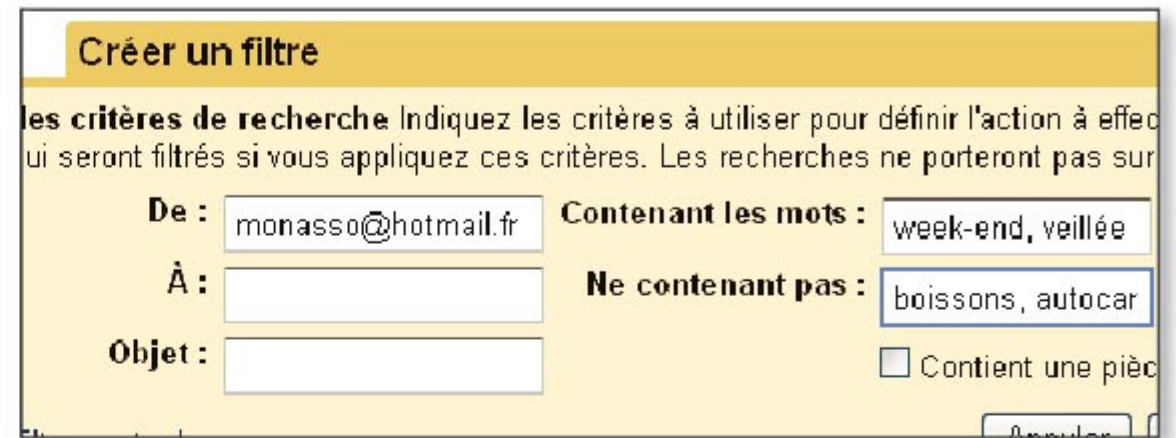 Créer un filtre
les critères de recherche Indiquez les critères à utiliser pour définir l'action à effec
ui seront filtrés si vous appliquez ces critères. Les recherches ne porteront pas sur
De : monasso@hotmail.fr Contenant les mots : week-end, veillée
À : Ne contenant pas : boissons, autocar
Objet :
Contient une pièc
Annuler